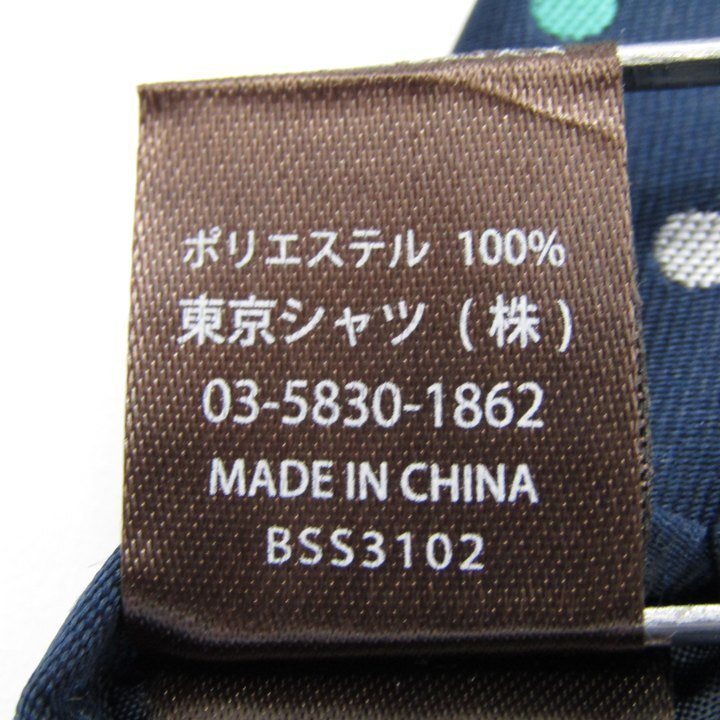 ポリエステル 100%
東京シャツ (株)
03-5830-1862
MADE IN CHINA
BSS3102